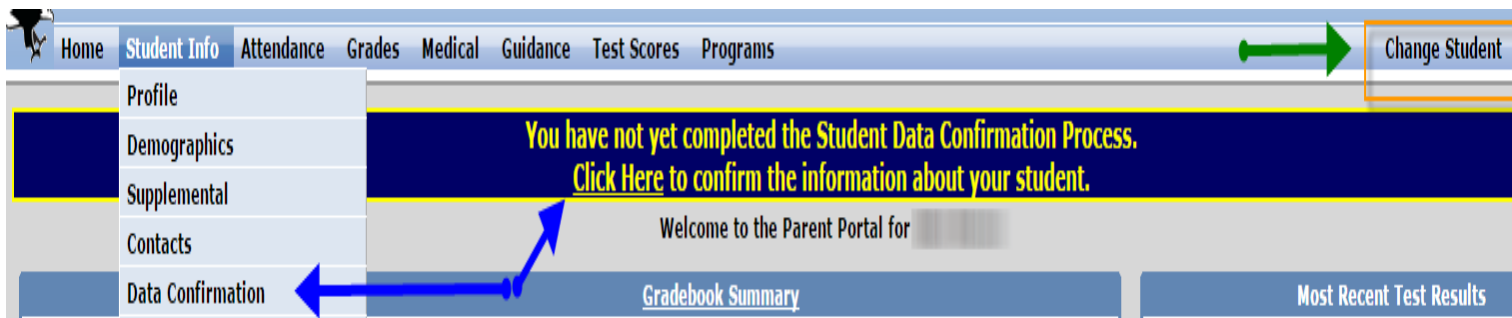 Home Student Info Attendance Grades Medical Guidance Test Scores Programs Change Student
Profile
Demographics
Supplemental
Contacts
Data Confirmation
You have not yet completed the Student Data Confirmation Process.
Click Here to confirm the information about your student.
Welcome to the Parent Portal for
Gradebook Summary
Most Recent Test Results